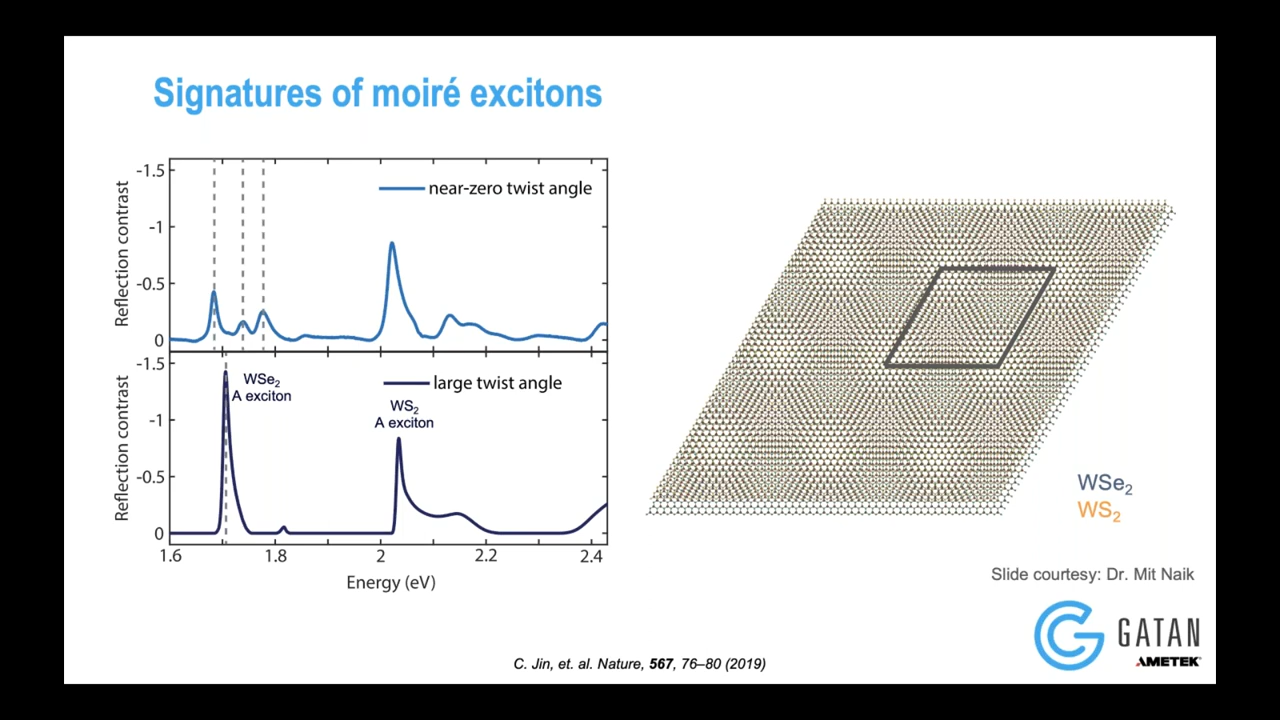 Signatures of moiré excitons
-1.5
-1
-0.5
0
Reflection contrast
near-zero twist angle
-1.5
-1
-0.5
0
Reflection contrast
large twist angle
WSe₂
A exciton
WS₂
A exciton
1.6
1.8
2
2.2
2.4
Energy (eV)
WSe₂
WS₂
Slide courtesy: Dr. Mit Naik
GATAN
AMETEK®
C. Jin, et. al. Nature, 567, 76–80 (2019)